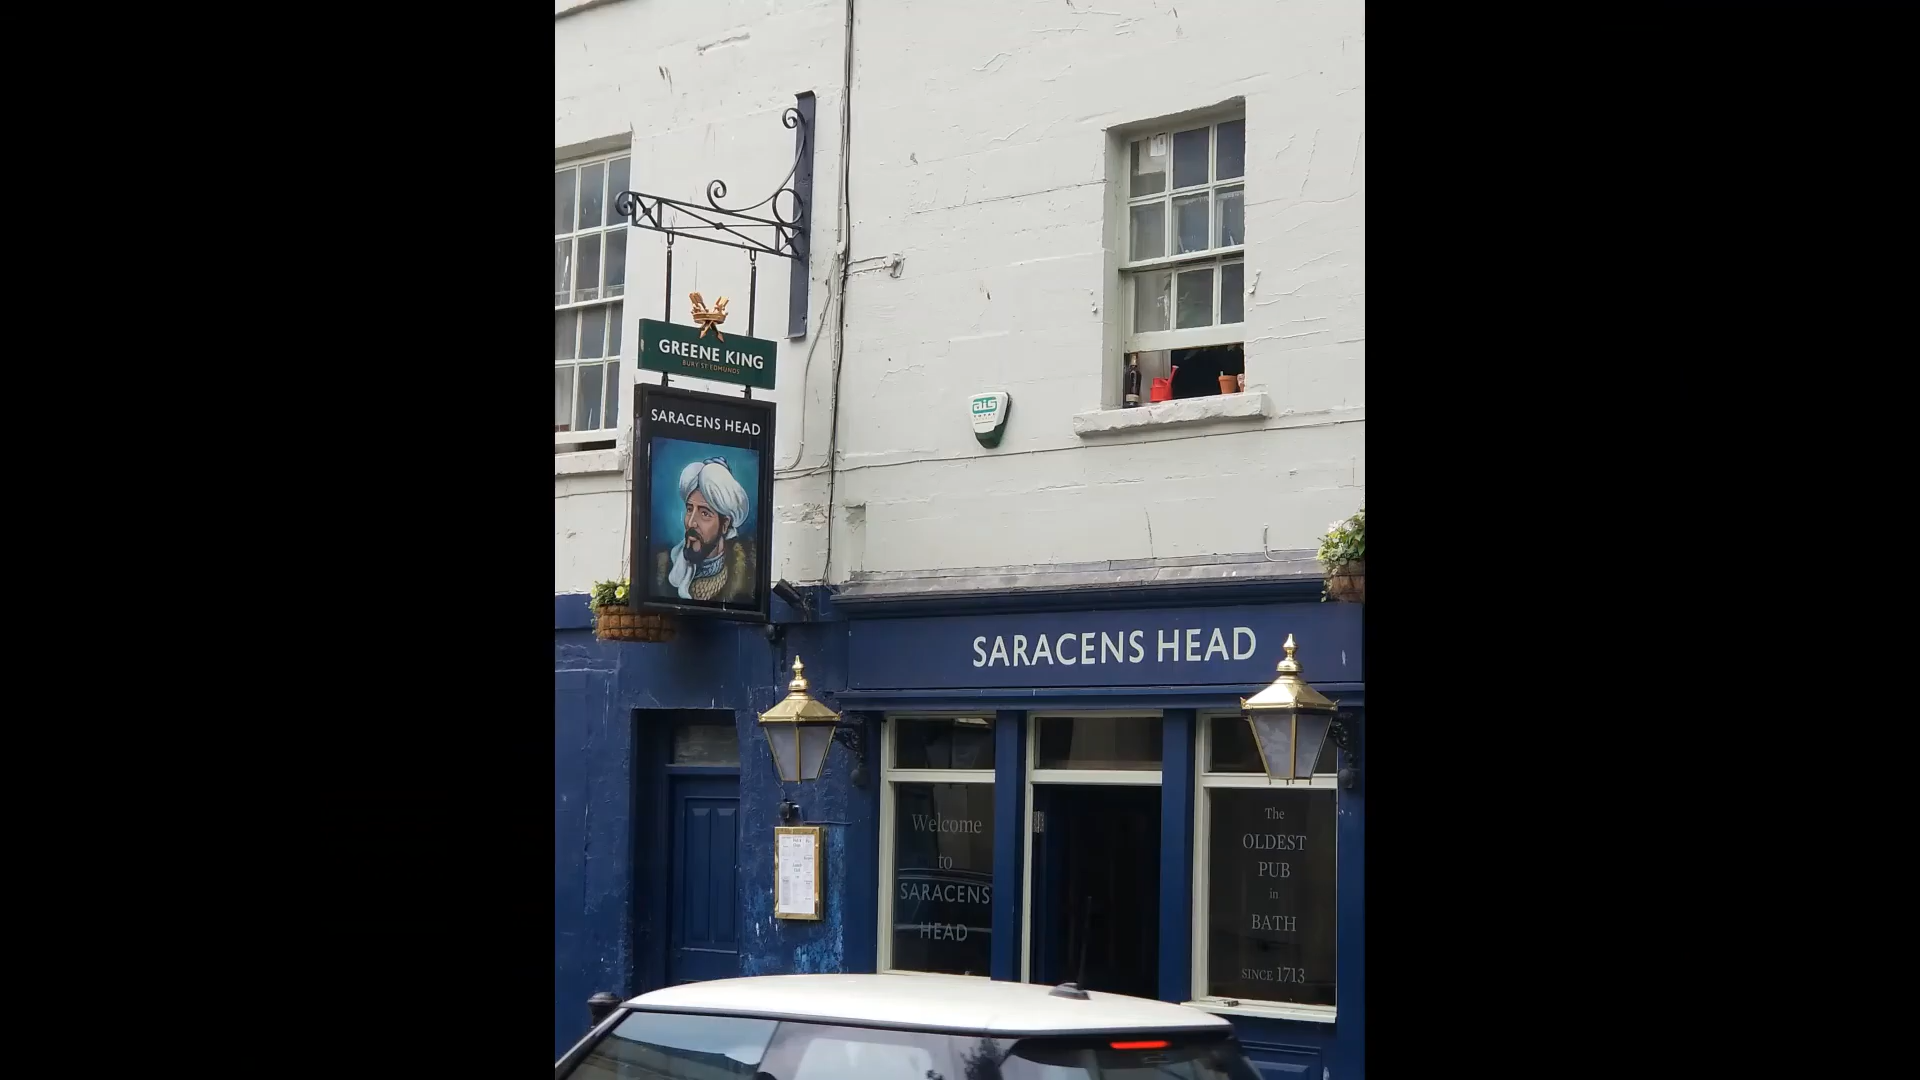 GREENE KING
BURY ST EDMUNDS
SARACENS HEAD
ais
SARACENS HEAD
Welcome
to
SARACENS
HEAD
The
OLDEST
PUB
in
BATH
SINCE 1713